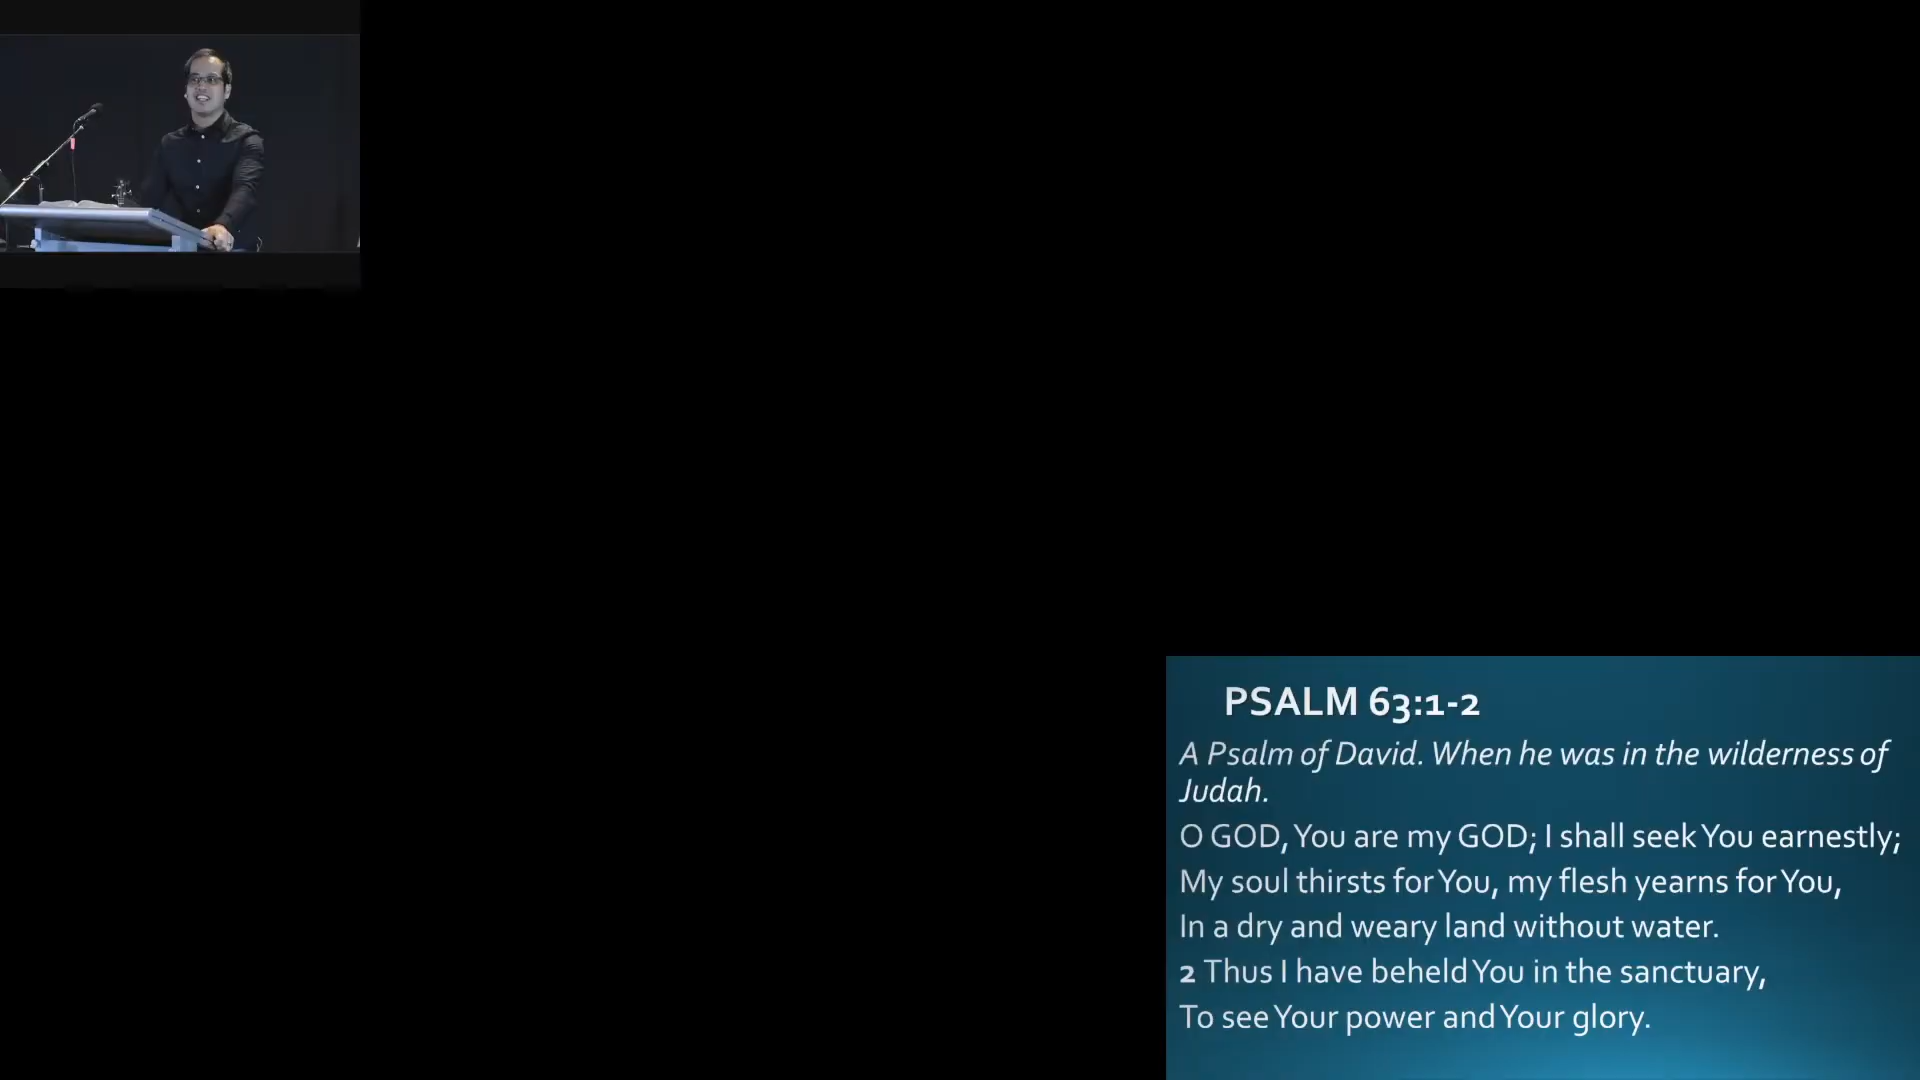 PSALM 63:1-2
A Psalm of David. When he was in the wilderness of
Judah.
O GOD, You are my GOD; I shall seek You earnestly;
My soul thirsts for You, my flesh yearns for You,
In a dry and weary land without water.
2 Thus I have beheld You in the sanctuary,
To see Your power and Your glory.